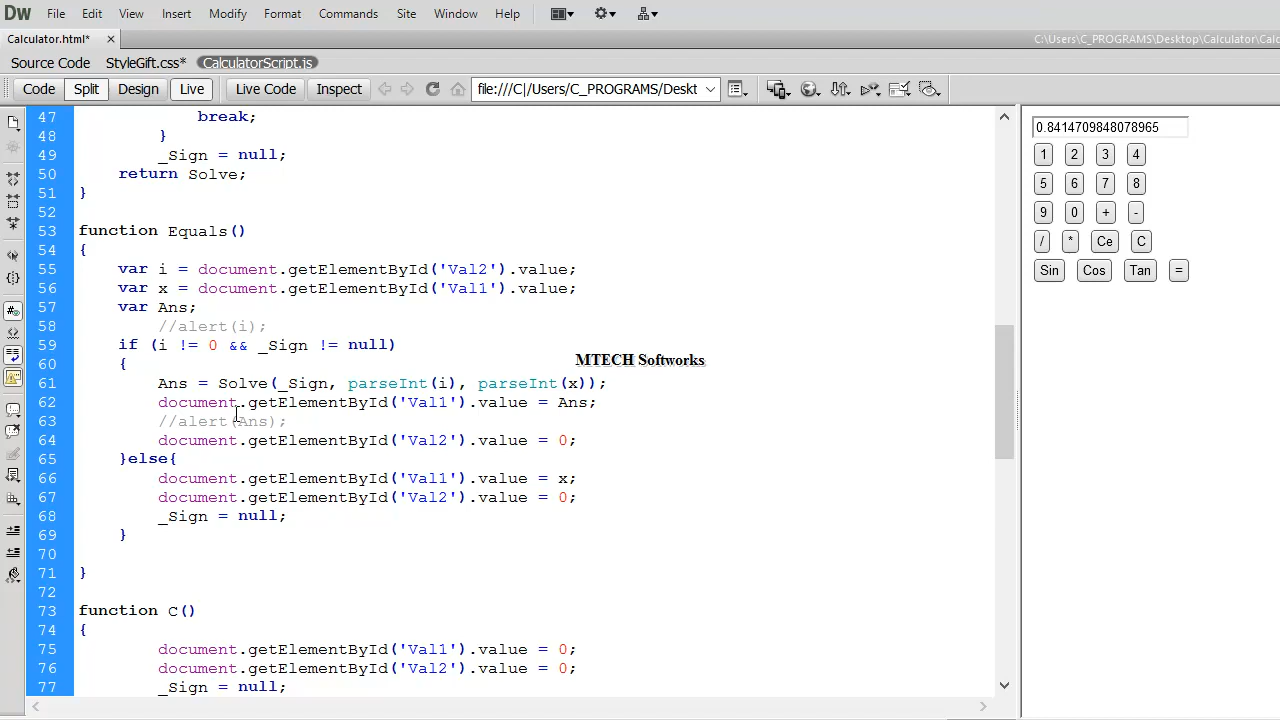 Dw File Edit View Insert Modify Format Commands Site Window Help
Calculator.html* × C:\Users\C_PROGRAMS\Desktop\Calculator\Calc
Source Code StyleGift.css* CalculatorScript.js
Code Split Design Live Live Code Inspect file:///C|/Users/C_PROGRAMS/Deskt
47 break;
48 }
49 _Sign = null;
50 return Solve;
51 }
52
53 function Equals()
54 {
55 var i = document.getElementById('Val2').value;
56 var x = document.getElementById('Val1').value;
57 var Ans;
58 //alert(i);
59 if (i != 0 && _Sign != null)
60 {
61 Ans = Solve(_Sign, parseInt(i), parseInt(x));
62 document.getElementById('Val1').value = Ans;
63 //alert(Ans);
64 document.getElementById('Val2').value = 0;
65 }else{
66 document.getElementById('Val1').value = x;
67 document.getElementById('Val2').value = 0;
68 _Sign = null;
69 }
70
71 }
72
73 function C()
74 {
75 document.getElementById('Val1').value = 0;
76 document.getElementById('Val2').value = 0;
77 _Sign = null;
MTECH Softworks
0.8414709848078965
1 2 3 4
5 6 7 8
9 0 + -
/ * Ce C
Sin Cos Tan =